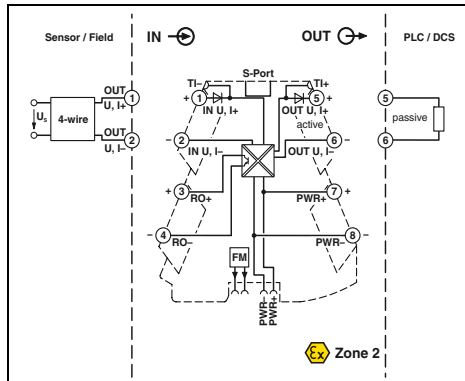 Sensor / Field
IN
OUT
PLC / DCS
S-Port
TI–
TI+
OUT
U, I+
1
+
1
IN U, I+
5
+
OUT U, I+
active
5
passive
Us
4-wire
OUT
U, I–
2
–
2
IN U, I–
6
–
OUT U, I–
6
+
3
RO+
7
+
PWR+
–
4
RO–
8
–
PWR–
FM
PWR–
PWR+
Ex Zone 2